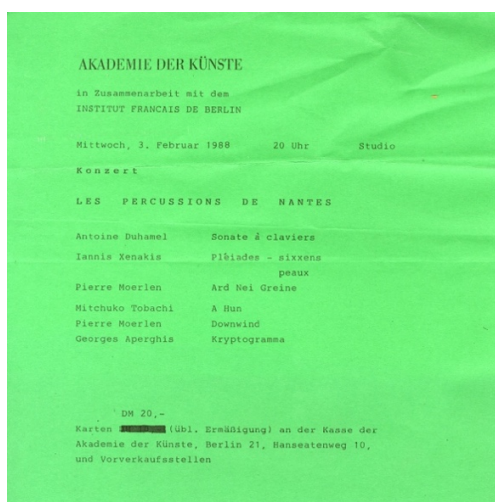 AKADEMIE DER KÜNSTE
in Zusammenarbeit mit dem
INSTITUT FRANCAIS DE BERLIN
Mittwoch, 3. Februar 1988 20 Uhr Studio
Konzert
LES PERCUSSIONS DE NANTES
Antoine Duhamel Sonate à claviers
Iannis Xenakis Plèiades - sixxens
peaux
Pierre Moerlen Ard Nei Greine
Mitchuko Tobachi A Hun
Pierre Moerlen Downwind
Georges Aperghis Kryptogramma
DM 20,-
Karten (übl. Ermäßigung) an der Kasse der
Akademie der Künste, Berlin 21, Hanseatenweg 10,
und Vorverkaufsstellen